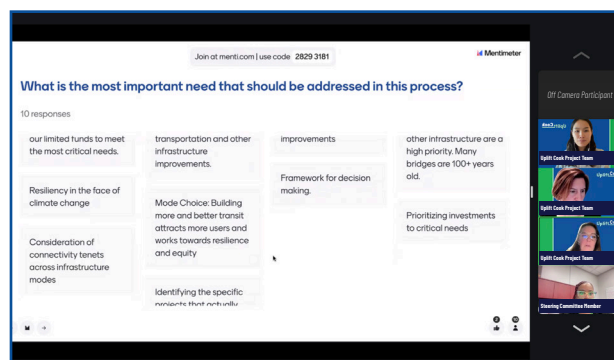 Join at menti.com | use code 2829 3181
Mentimeter
What is the most important need that should be addressed in this process?
10 responses
our limited funds to meet
the most critical needs.
Resiliency in the face of
climate change
Consideration of
connectivity tenets
across infrastructure
modes
transportation and other
infrastructure
improvements.
Mode Choice: Building
more and better transit
attracts more users and
works towards resilience
and equity
Identifying the specific
projects that actually
improvements
Framework for decision
making.
other infrastructure are a
high priority. Many
bridges are 100+ years
old.
Prioritizing investments
to critical needs
2
10
Off Camera Participant
Uplift Cook Project Team
Uplift Cook Project Team
Uplift Cook Project Team
Steering Committee Member